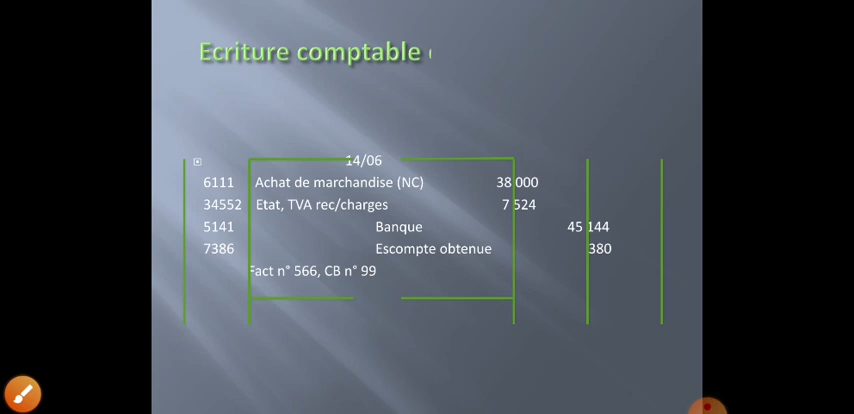 Ecriture comptable
14/06
6111 Achat de marchandise (NC) 38 000
34552 Etat, TVA rec/charges 7 524
5141 Banque 45 144
7386 Escompte obtenue 380
Fact n° 566, CB n° 99